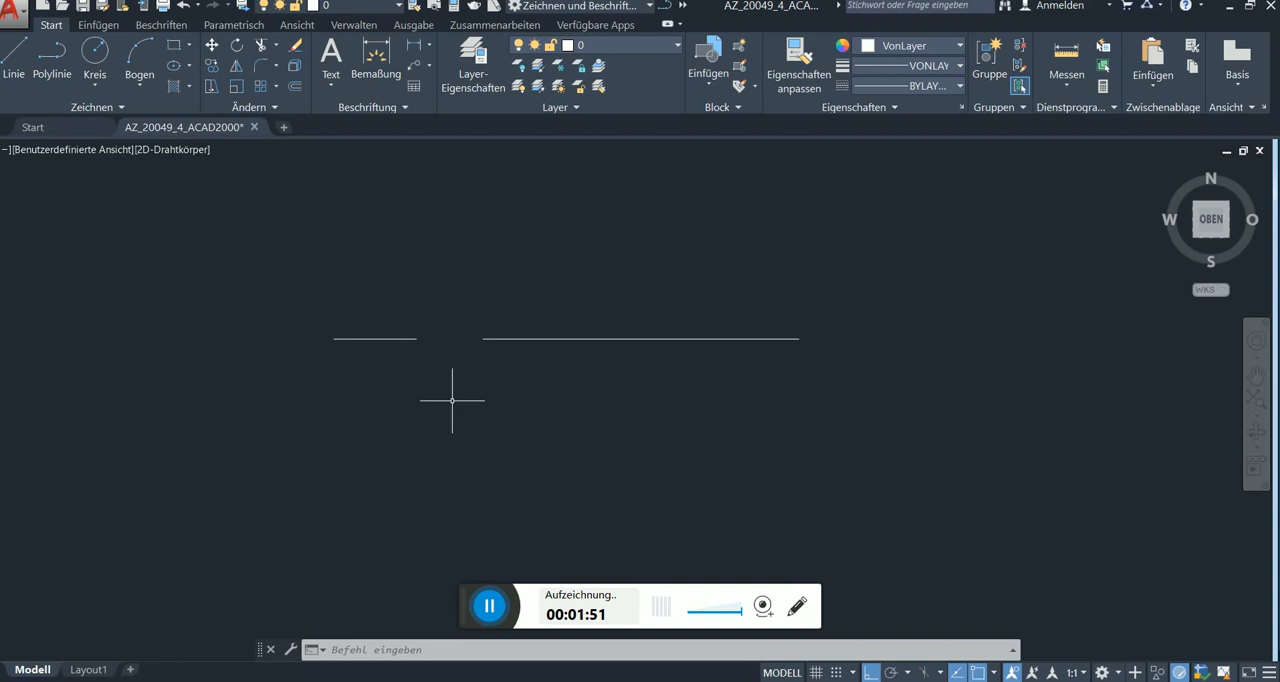 0 Zeichnen und Beschrift... AZ_20049_4_ACA... Stichwort oder Frage eingeben Anmelden
Start Einfügen Beschriften Parametrisch Ansicht Verwalten Ausgabe Zusammenarbeiten Verfügbare Apps
Linie Polylinie Kreis Bogen Text Bemaßung Layer-Eigenschaften 0 Einfügen Eigenschaften anpassen VonLayer VONLAY... BYLAY... Gruppe Messen Einfügen Basis
Zeichnen Ändern Beschriftung Layer Block Eigenschaften Gruppen Dienstprogra... Zwischenablage Ansicht
Start AZ_20049_4_ACAD2000*
−][Benutzerdefinierte Ansicht][2D-Drahtkörper]
N
W OBEN O
S
WKS
Aufzeichnung..
00:01:51
Befehl eingeben
Modell Layout1 MODELL 1:1